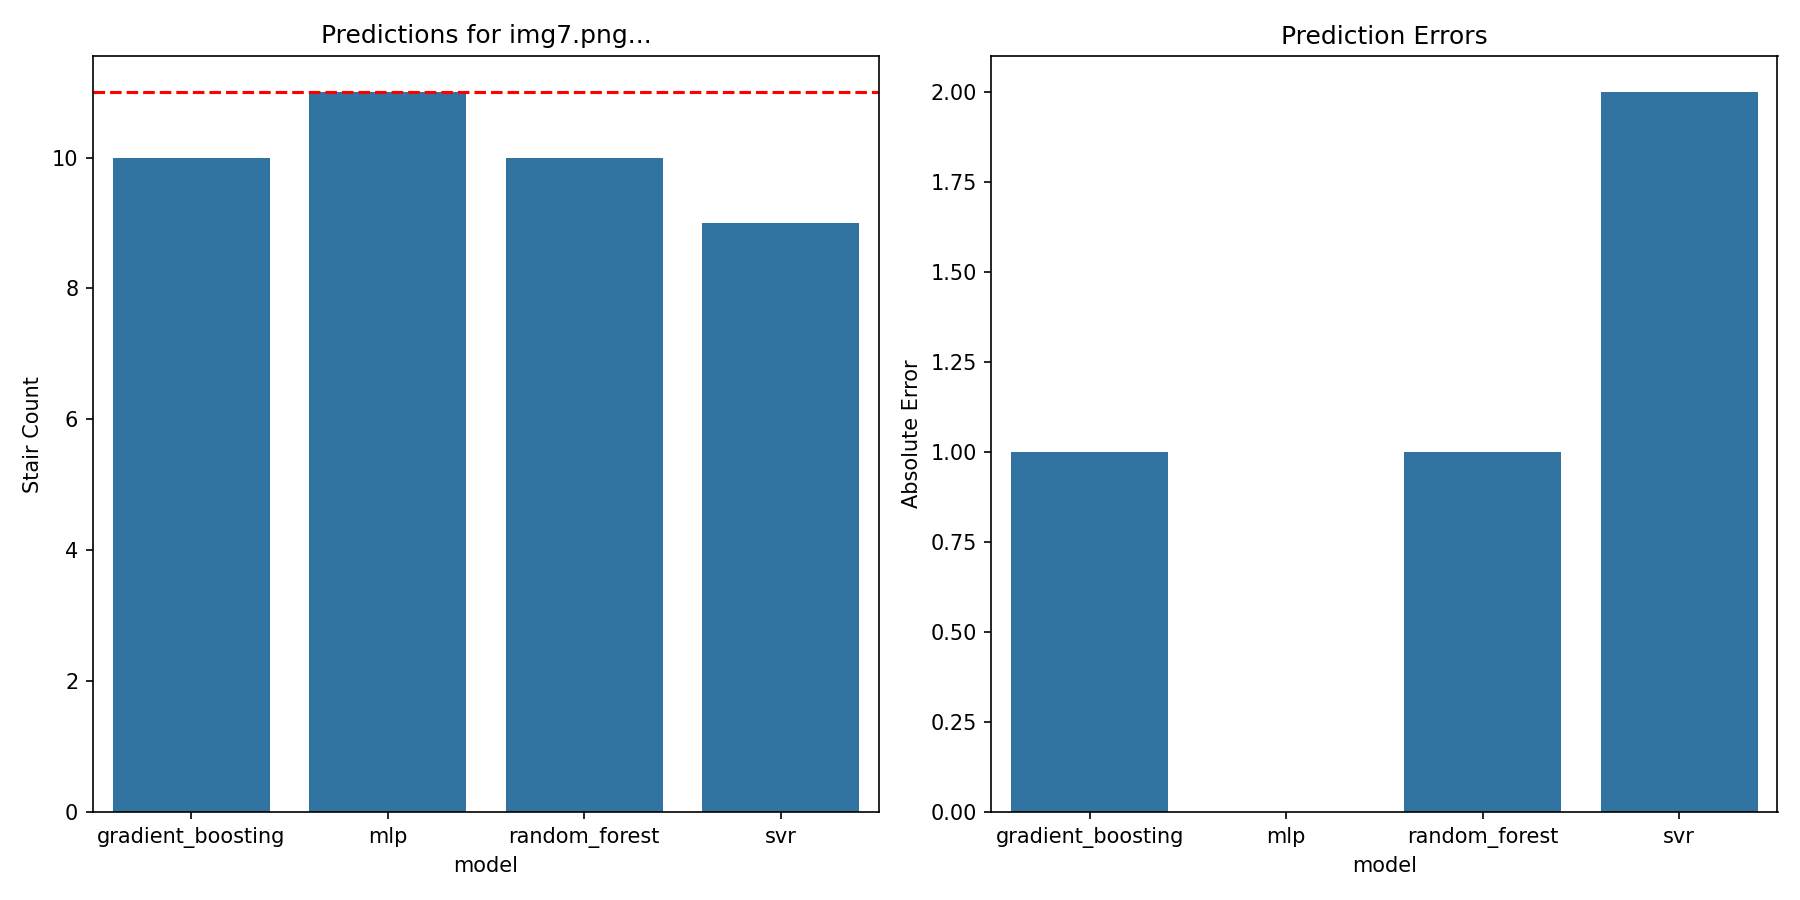 Predictions for img7.png...
Stair Count
10
8
6
4
2
0
gradient_boosting mlp random_forest svr
model
Prediction Errors
Absolute Error
2.00
1.75
1.50
1.25
1.00
0.75
0.50
0.25
0.00
gradient_boosting mlp random_forest svr
model